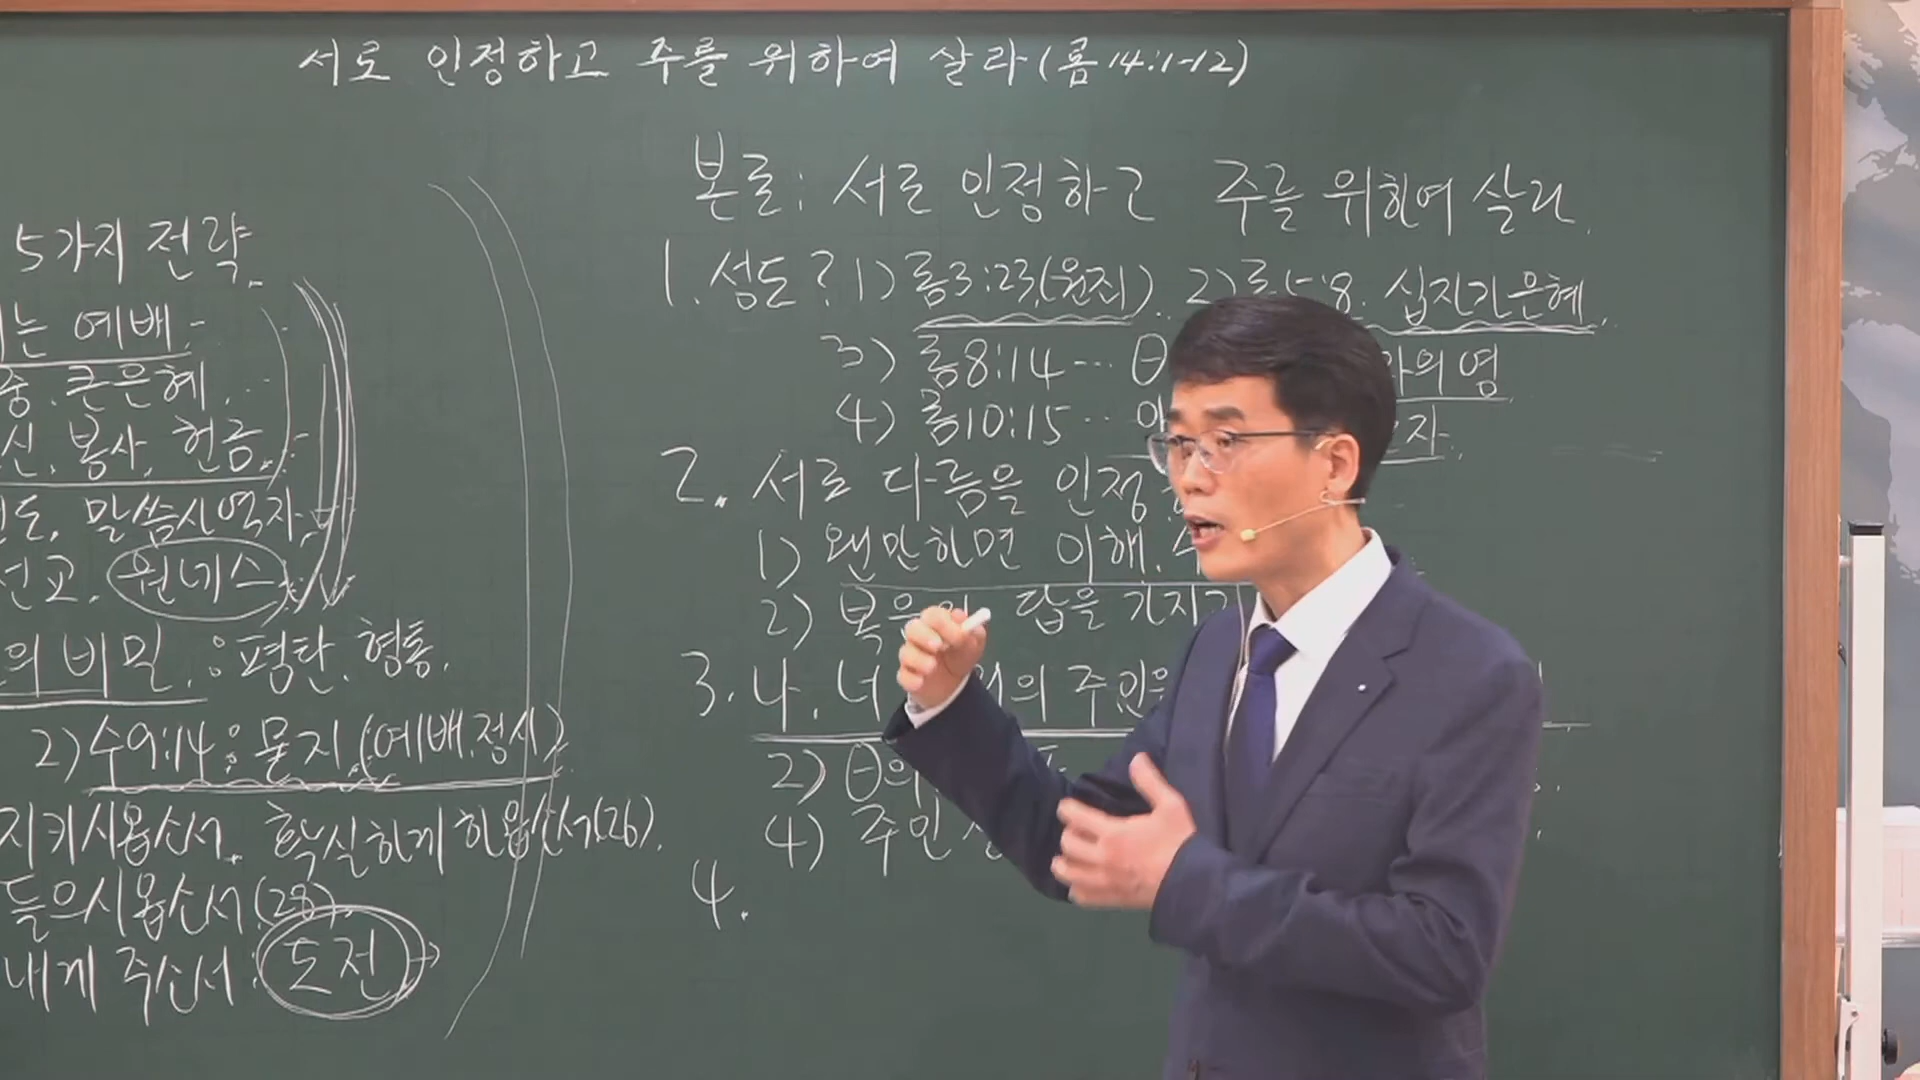 서로 인정하고 주를 위하여 살라(롬14:1-12)
5가지 전략.
는 예배.
중. 큰은혜.
신. 봉사. 헌금.
도. 말씀사역자.
선교. 원네스
의 비밀. : 평탄. 형통.
2) 수9:14: 묻지.(예배.정시)
지키시옵소서. 확실하게 하옵소서(26).
들으시옵소서(28).
내게 주소서: 도전
본론: 서로 인정하고 주를 위하여 살라.
1. 성도? 1) 롬3:23.(원죄). 2) :8. 십자가은혜.
3) 롬8:14... 의 영
4) 롬10:15... 자.
2. 서로 다름을 인정
1) 왠만하면 이해.
2) 복음 답을 가지
3. 나. 너 의 주인
2) 의
4) 주인
4.